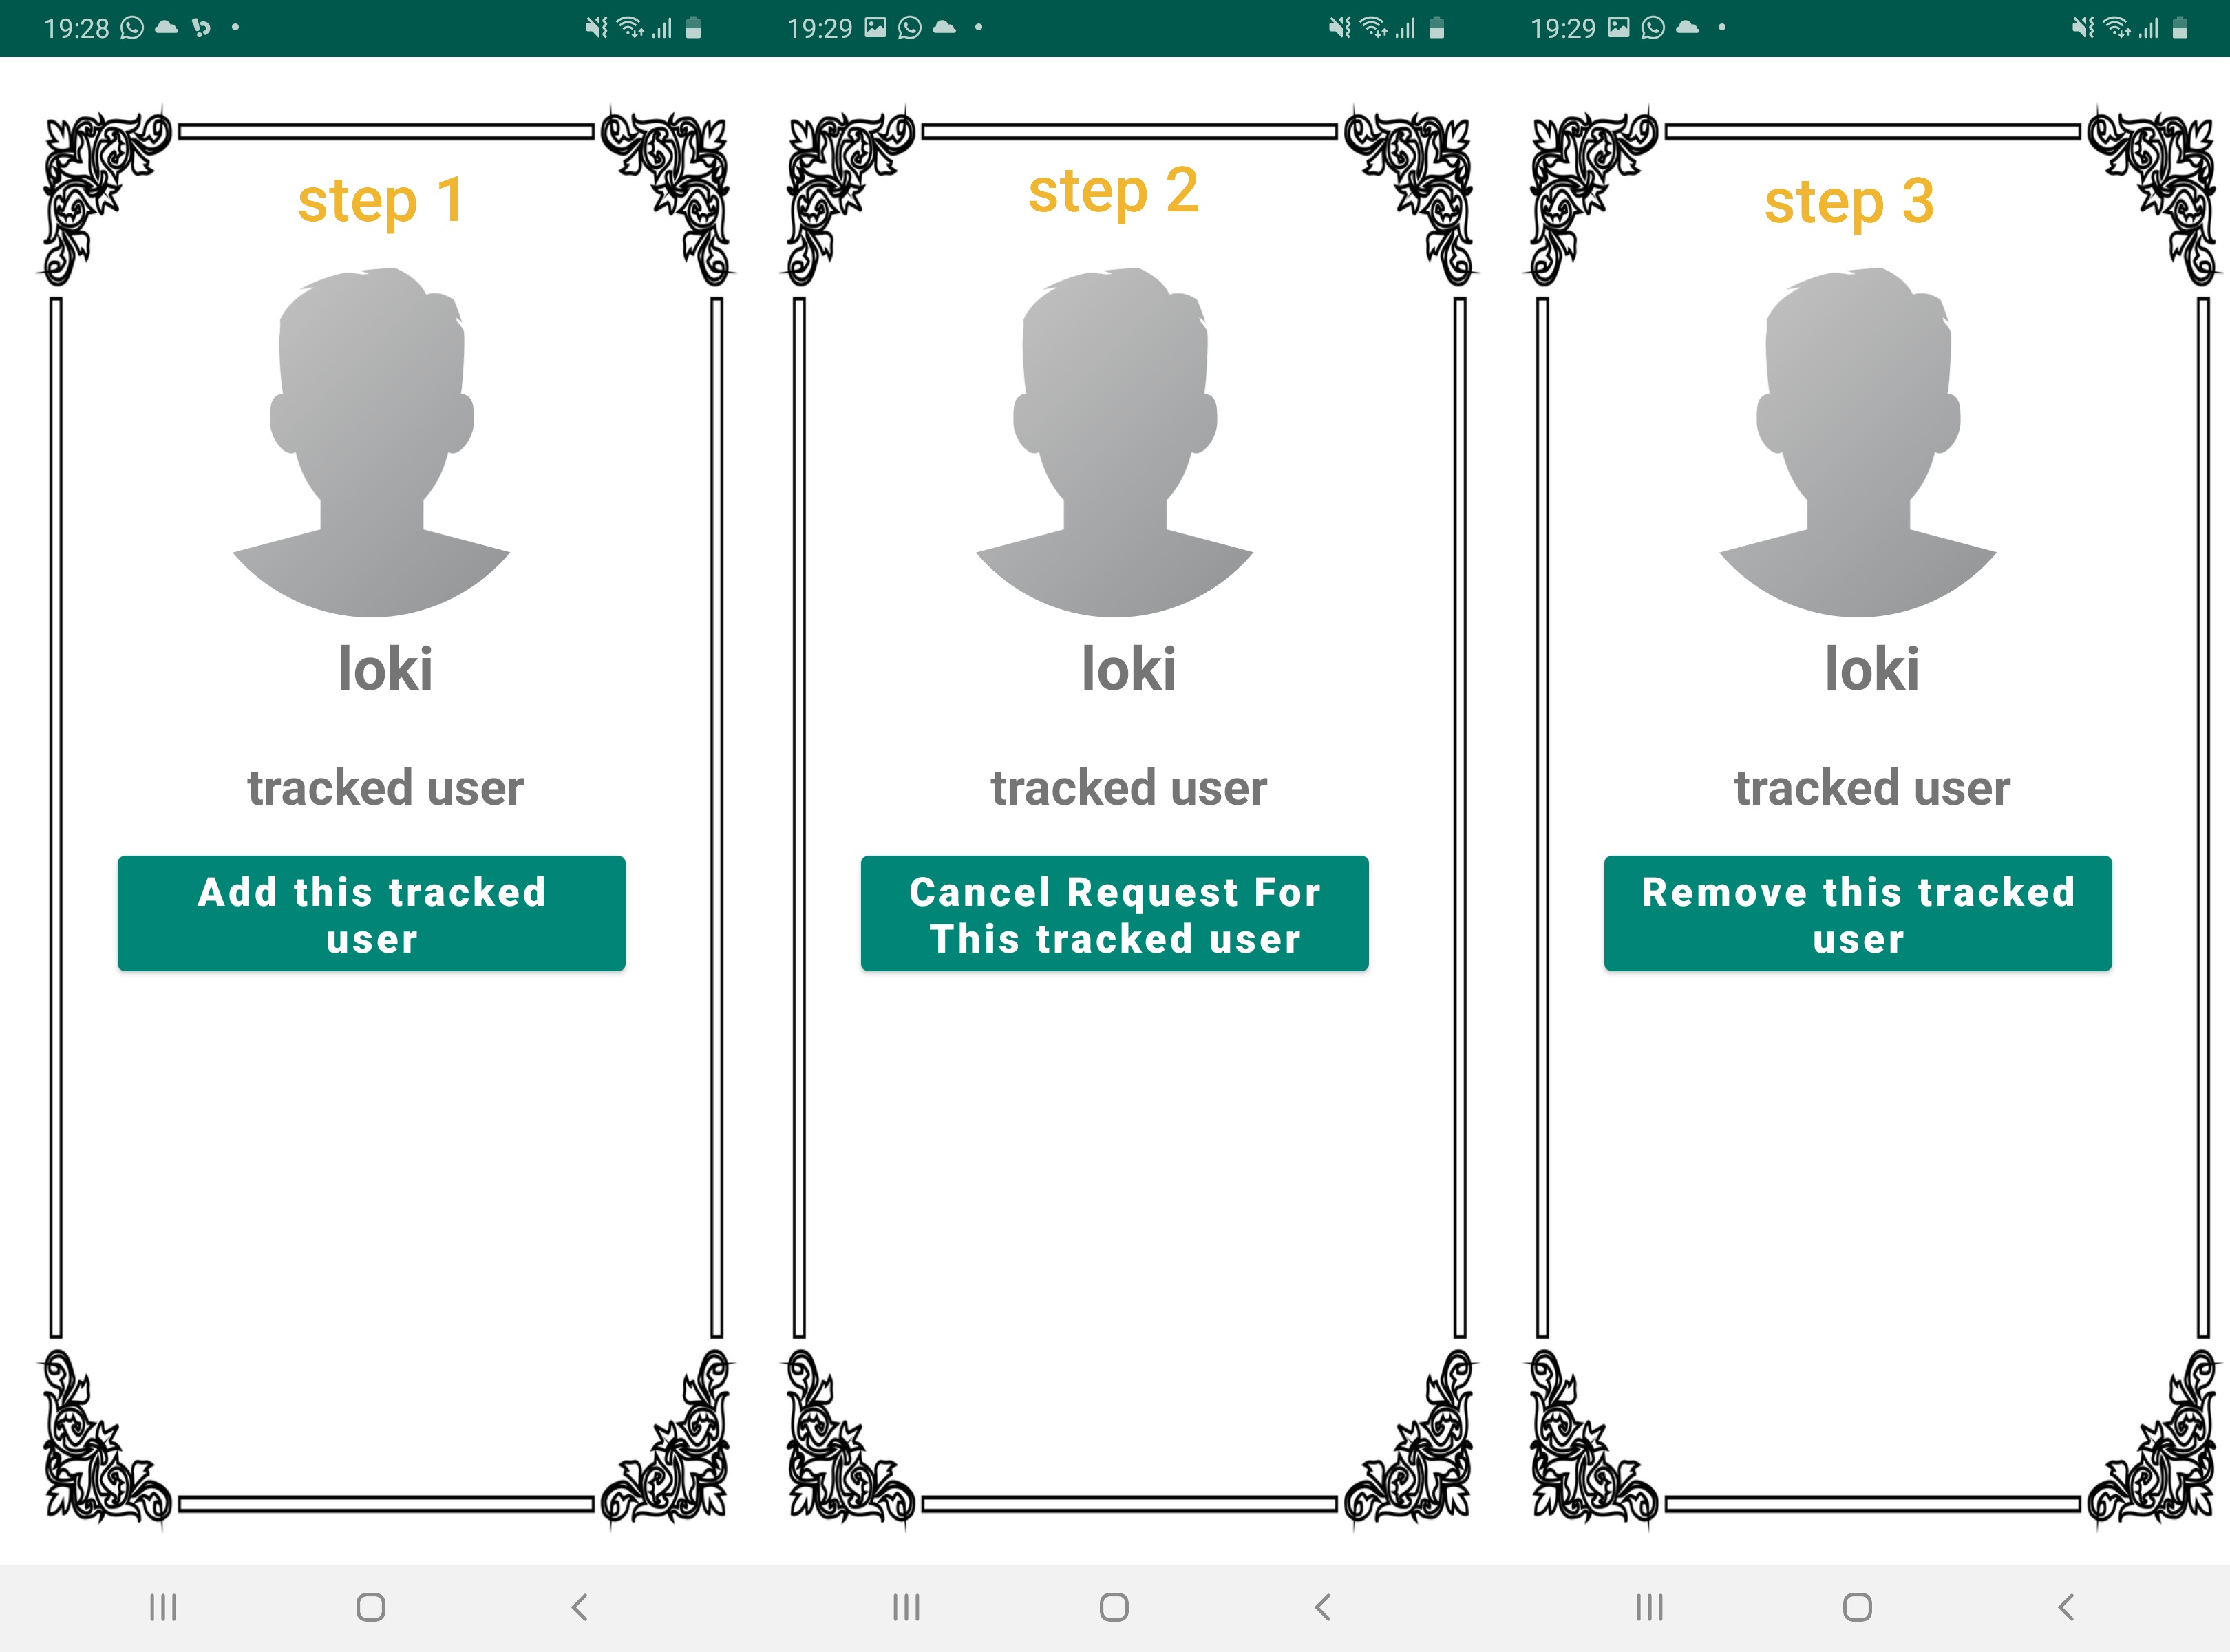 19:28
step 1
loki
tracked user
Add this tracked
user
19:29
step 2
loki
tracked user
Cancel Request For
This tracked user
19:29
step 3
loki
tracked user
Remove this tracked
user